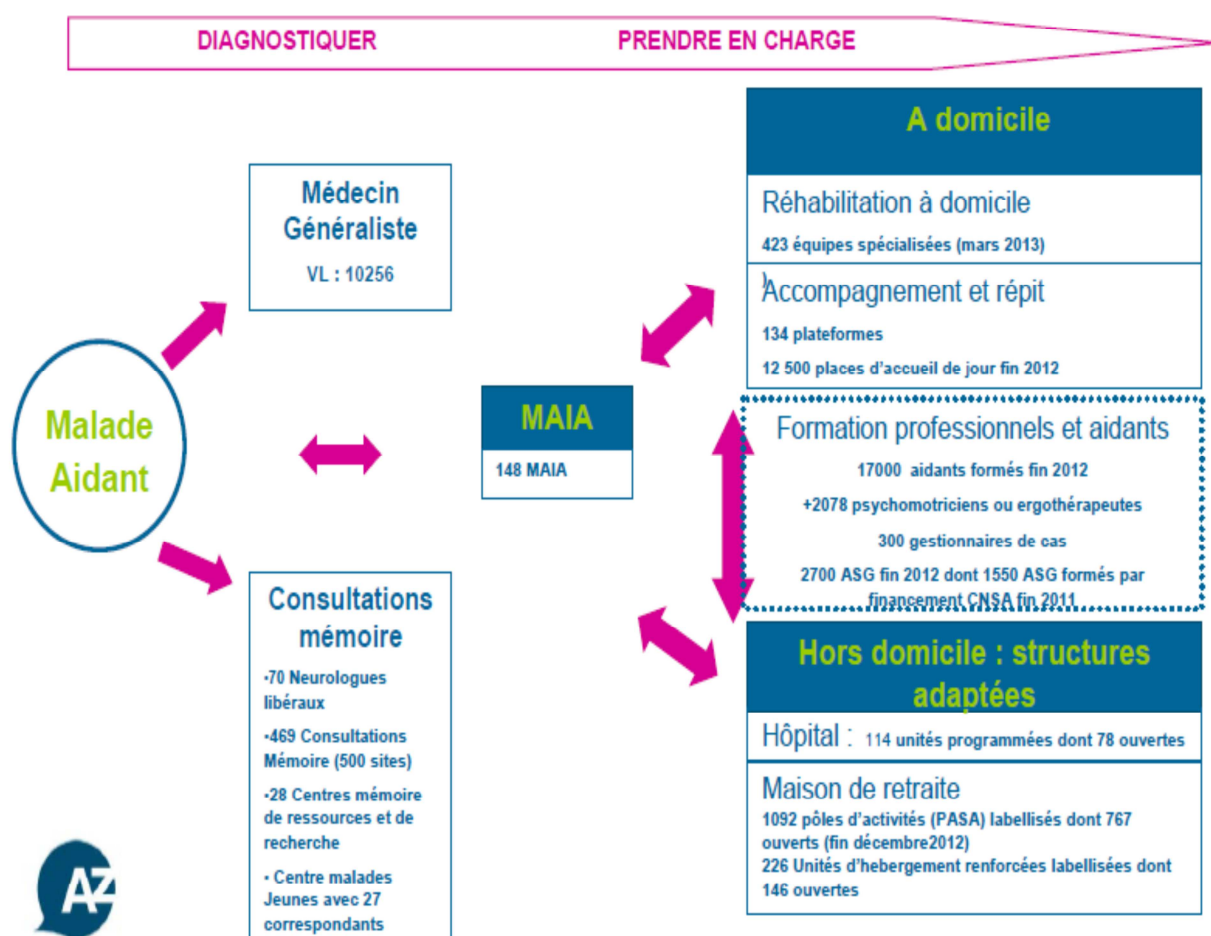 DIAGNOSTIQUER
PRENDRE EN CHARGE
Malade
Aidant
Médecin
Généraliste
VL : 10256
Consultations
mémoire
•70 Neurologues
libéraux
•469 Consultations
Mémoire (500 sites)
•28 Centres mémoire
de ressources et de
recherche
• Centre malades
Jeunes avec 27
correspondants
MAIA
148 MAIA
A domicile
Réhabilitation à domicile
423 équipes spécialisées (mars 2013)
)
Accompagnement et répit
134 plateformes
12 500 places d’accueil de jour fin 2012
Formation professionnels et aidants
17000 aidants formés fin 2012
+2078 psychomotriciens ou ergothérapeutes
300 gestionnaires de cas
2700 ASG fin 2012 dont 1550 ASG formés par
financement CNSA fin 2011
Hors domicile : structures
adaptées
Hôpital : 114 unités programmées dont 78 ouvertes
Maison de retraite
1092 pôles d’activités (PASA) labellisés dont 767
ouverts (fin décembre2012)
226 Unités d’hebergement renforcées labellisées dont
146 ouvertes
AZ